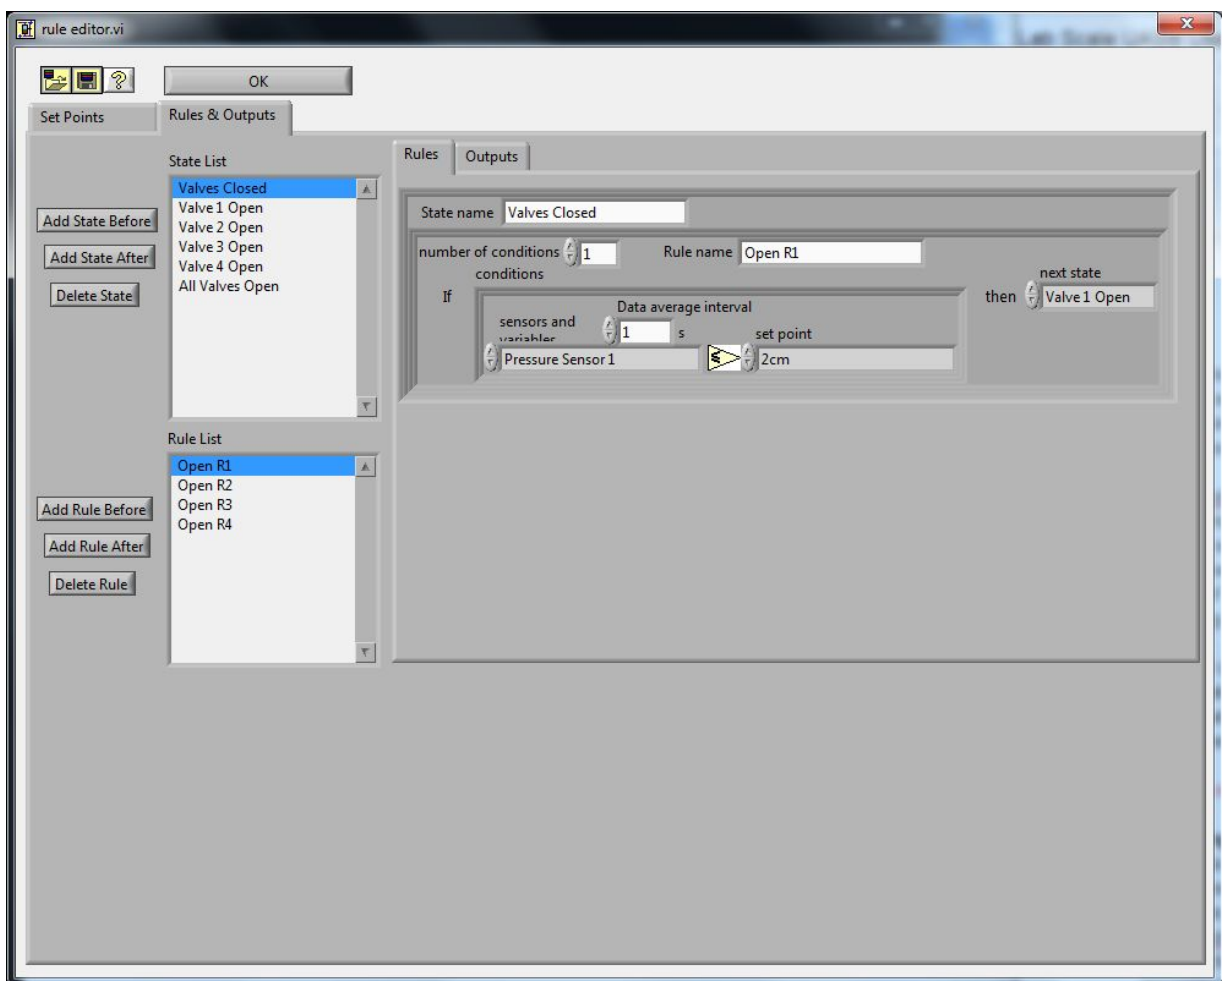 rule editor.vi
Lab Scale
OK
Set Points
Rules & Outputs
State List
Valves Closed
Valve 1 Open
Valve 2 Open
Valve 3 Open
Valve 4 Open
All Valves Open
Add State Before
Add State After
Delete State
Rule List
Open R1
Open R2
Open R3
Open R4
Add Rule Before
Add Rule After
Delete Rule
Rules
Outputs
State name Valves Closed
number of conditions 1 Rule name Open R1
conditions
next state
If
then Valve 1 Open
Data average interval
sensors and
variables
1 s
set point
Pressure Sensor 1 ≤ 2cm